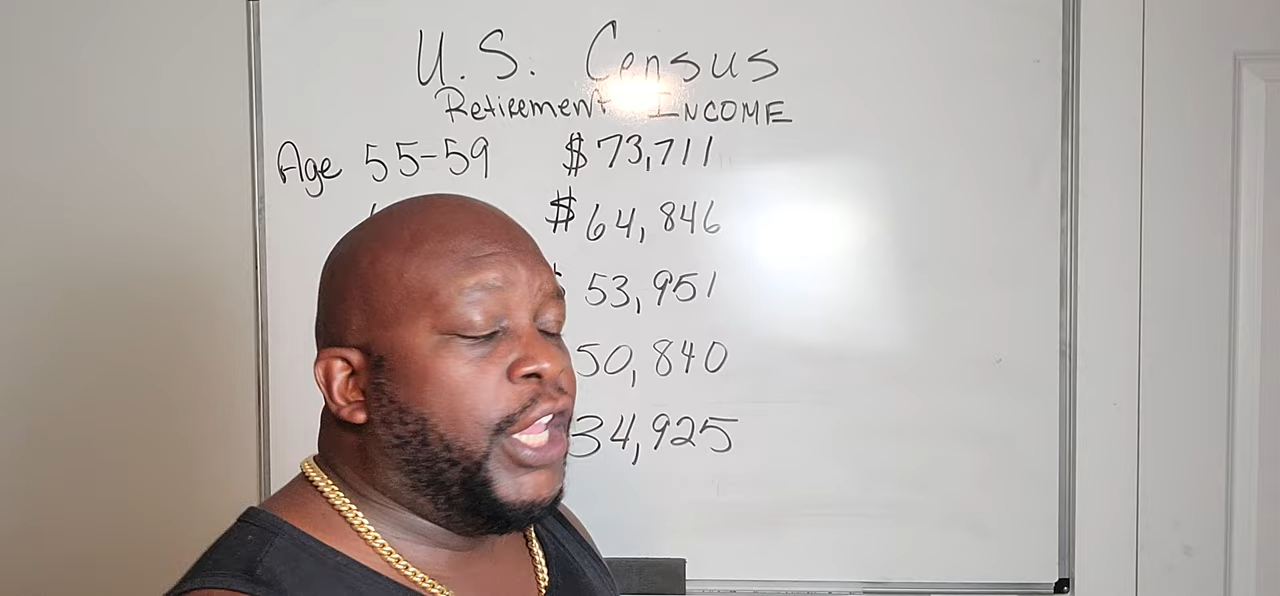 U.S. Census
Retirement INCOME
Age 55-59 $73,711
$64,846
53,951
50,840
34,925